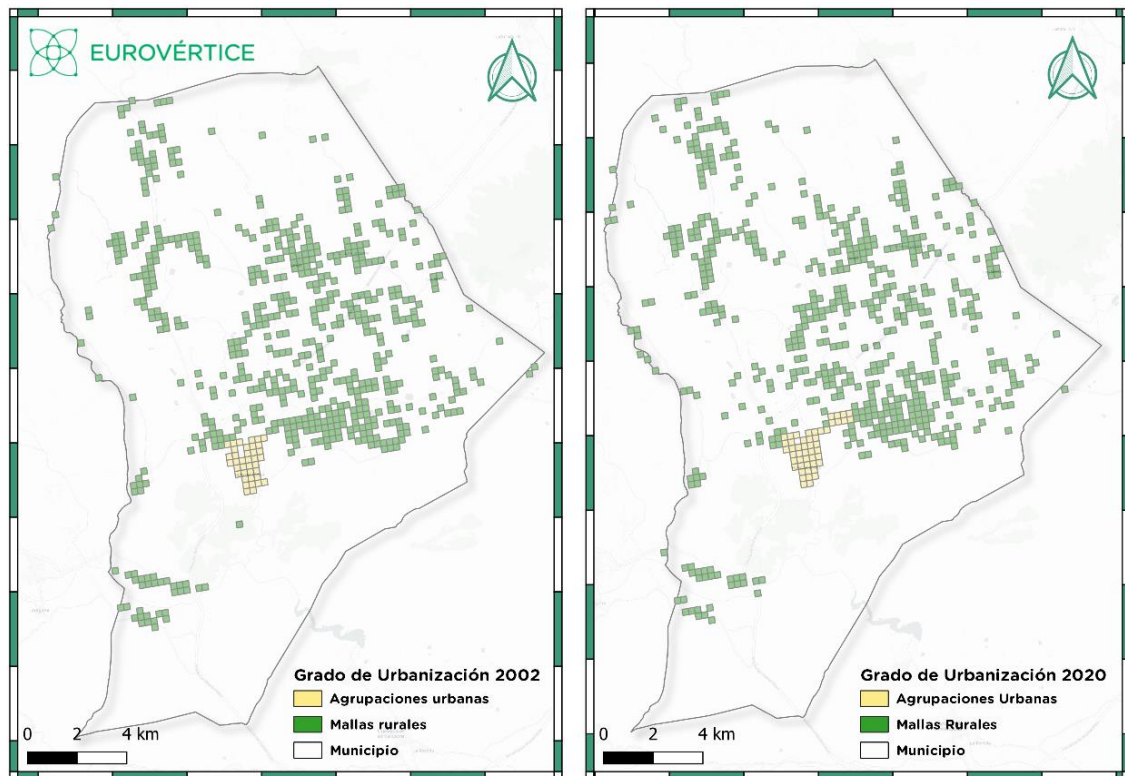 EUROVÉRTICE
Grado de Urbanización 2002
Agrupaciones urbanas
Mallas rurales
Municipio
0 2 4 km
Grado de Urbanización 2020
Agrupaciones Urbanas
Mallas Rurales
Municipio
0 2 4 km